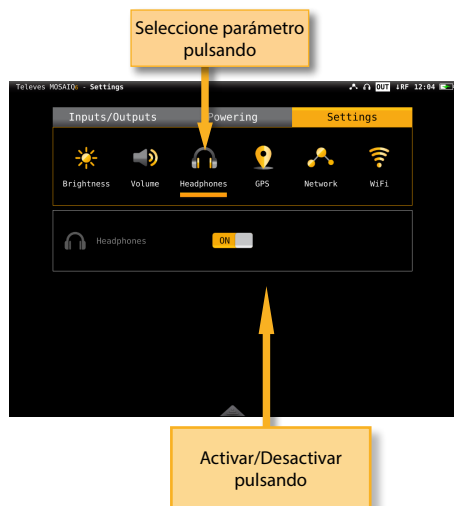 Seleccione parámetro
pulsando
Televes MOSAIQ6 - Settings OUT ↓RF 12:04
Inputs/Outputs Powering Settings
Brightness Volume Headphones GPS Network WiFi
Headphones ON
Activar/Desactivar
pulsando